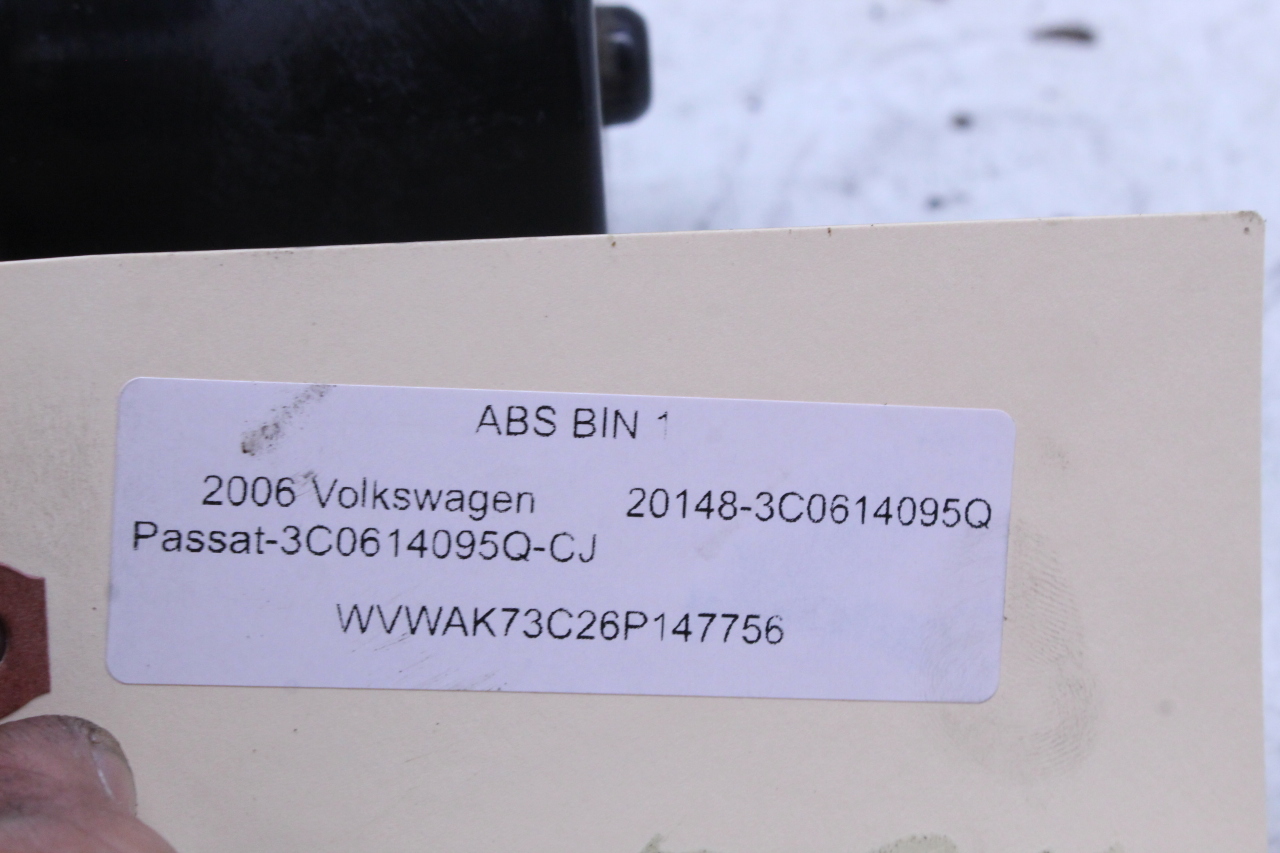 ABS BIN 1
2006 Volkswagen 20148-3C0614095Q
Passat-3C0614095Q-CJ
WVWAK73C26P147756